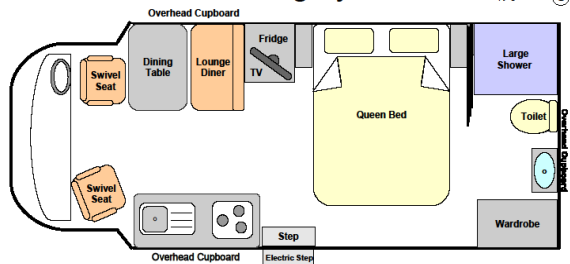 Overhead Cupboard
Swivel
Seat
Dining
Table
Lounge
Diner
Fridge
TV
Queen Bed
Large
Shower
Toilet
Overhead Cupboard
Swivel
Seat
Wardrobe
Step
Overhead Cupboard
Electric Step